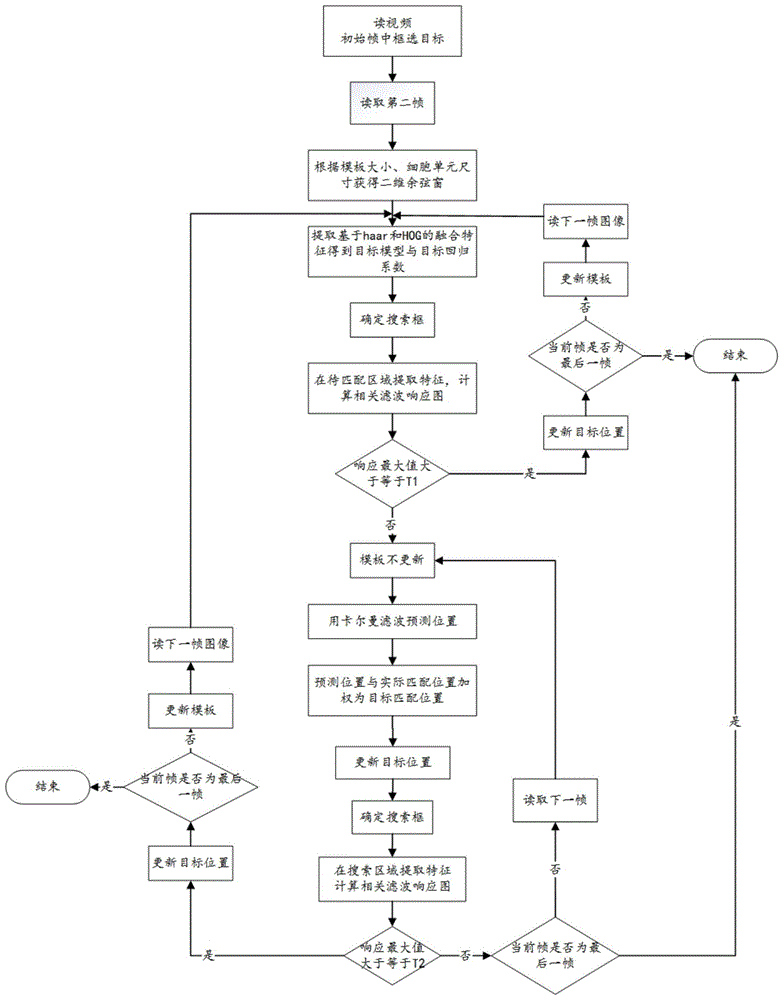 读视频
初始帧中框选目标
读取第二帧
根据模板大小、细胞单元尺
寸获得二维余弦窗
提取基于haar和HOG的融合特
征得到目标模型与目标回归
系数
确定搜索框
在待匹配区域提取特征，计
算相关滤波响应图
响应最大值大
于等于T1
是
更新目标位置
当前帧是否为
最后一帧
是
结束
否
更新模板
读下一帧图像
否
模板不更新
用卡尔曼滤波预测位置
预测位置与实际匹配位置加
权为目标匹配位置
更新目标位置
确定搜索框
在搜索区域提取特征
计算相关滤波响应图
响应最大值
大于等于T2
是
更新目标位置
当前帧是否为最后
一帧
是
结束
否
更新模板
读下一帧图像
否
当前帧是否为最
后一帧
否
读取下一帧
是